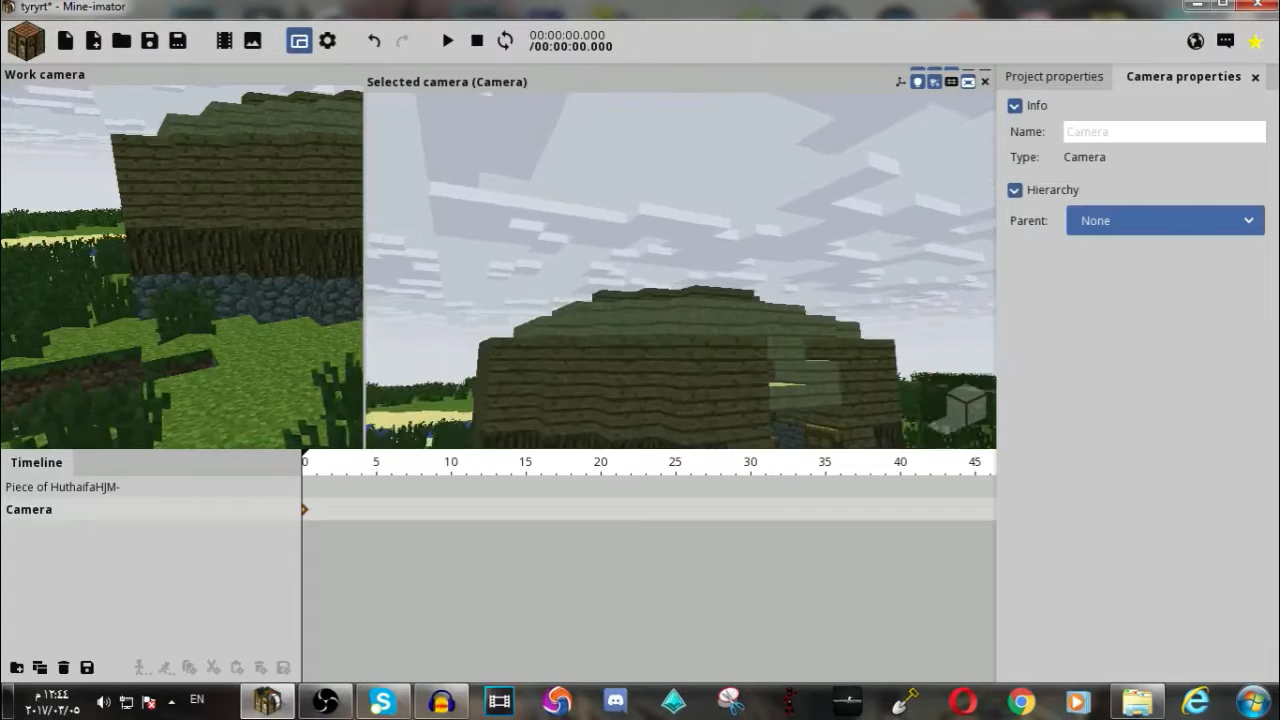 tyryrt* - Mine-imator
00:00:00.000
/00:00:00.000
Work camera
Selected camera (Camera)
Project properties
Camera properties
Info
Name: Camera
Type: Camera
Hierarchy
Parent: None
Timeline
0 5 10 15 20 25 30 35 40 45
Piece of HuthaifaHJM-
Camera
١٢:٤٤ م
٢٠١٧/٠٣/٠٥
EN